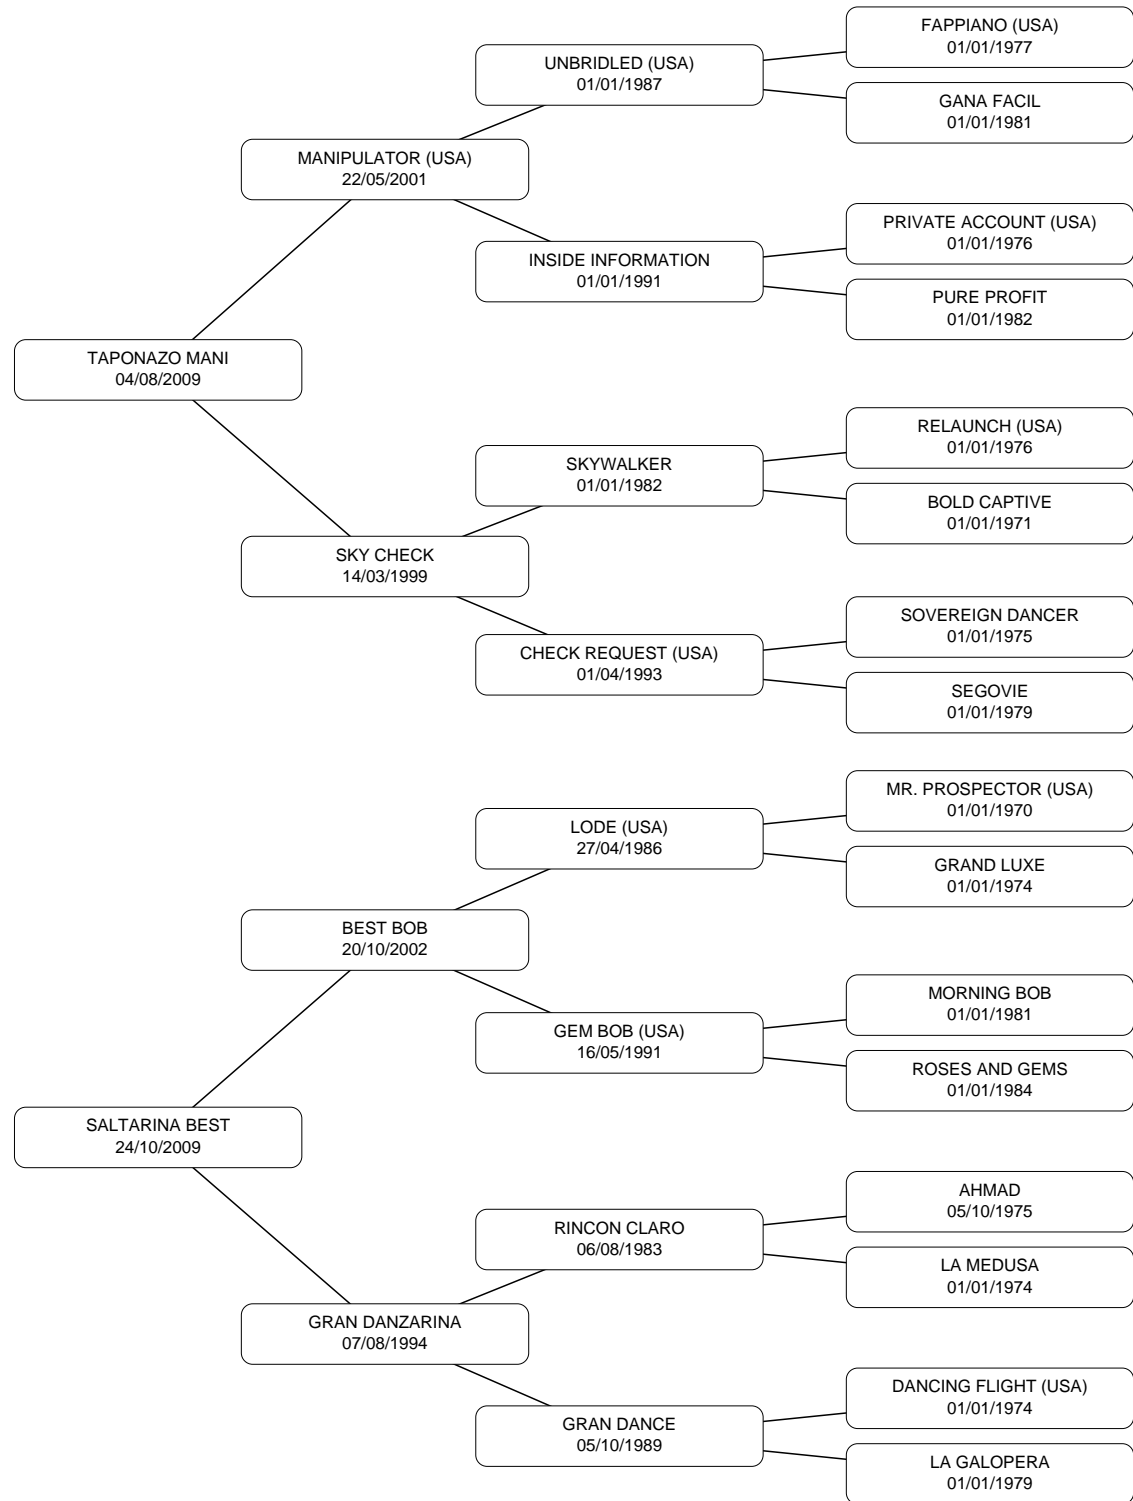 FAPPIANO (USA)
01/01/1977
UNBRIDLED (USA)
01/01/1987
GANA FACIL
01/01/1981
MANIPULATOR (USA)
22/05/2001
PRIVATE ACCOUNT (USA)
01/01/1976
INSIDE INFORMATION
01/01/1991
PURE PROFIT
01/01/1982
TAPONAZO MANI
04/08/2009
RELAUNCH (USA)
01/01/1976
SKYWALKER
01/01/1982
BOLD CAPTIVE
01/01/1971
SKY CHECK
14/03/1999
SOVEREIGN DANCER
01/01/1975
CHECK REQUEST (USA)
01/04/1993
SEGOVIE
01/01/1979
MR. PROSPECTOR (USA)
01/01/1970
LODE (USA)
27/04/1986
GRAND LUXE
01/01/1974
BEST BOB
20/10/2002
MORNING BOB
01/01/1981
GEM BOB (USA)
16/05/1991
ROSES AND GEMS
01/01/1984
SALTARINA BEST
24/10/2009
AHMAD
05/10/1975
RINCON CLARO
06/08/1983
LA MEDUSA
01/01/1974
GRAN DANZARINA
07/08/1994
DANCING FLIGHT (USA)
01/01/1974
GRAN DANCE
05/10/1989
LA GALOPERA
01/01/1979